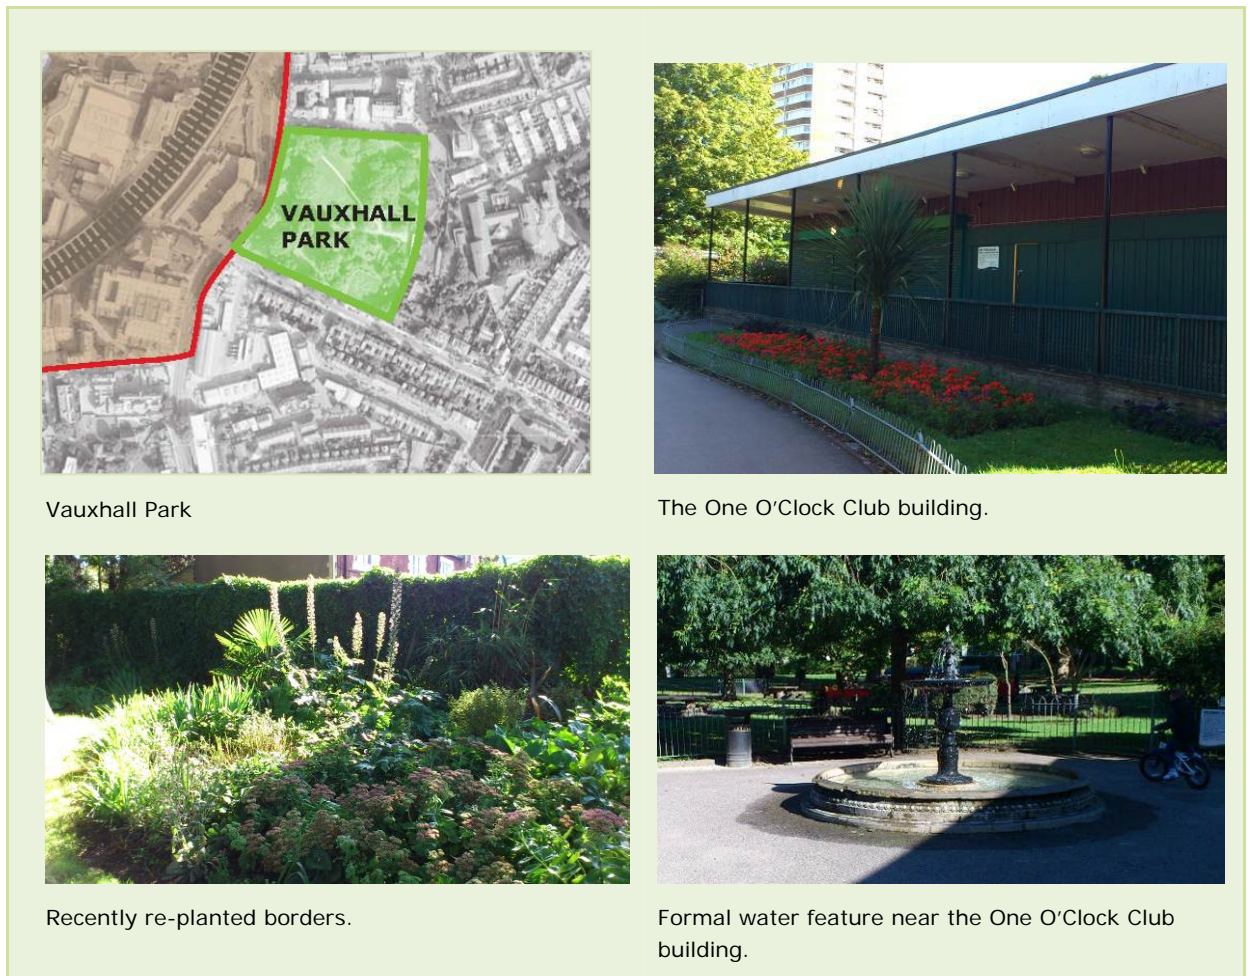 VAUXHALL
PARK
Vauxhall Park
The One O'Clock Club building.
Recently re-planted borders.
Formal water feature near the One O'Clock Club
building.